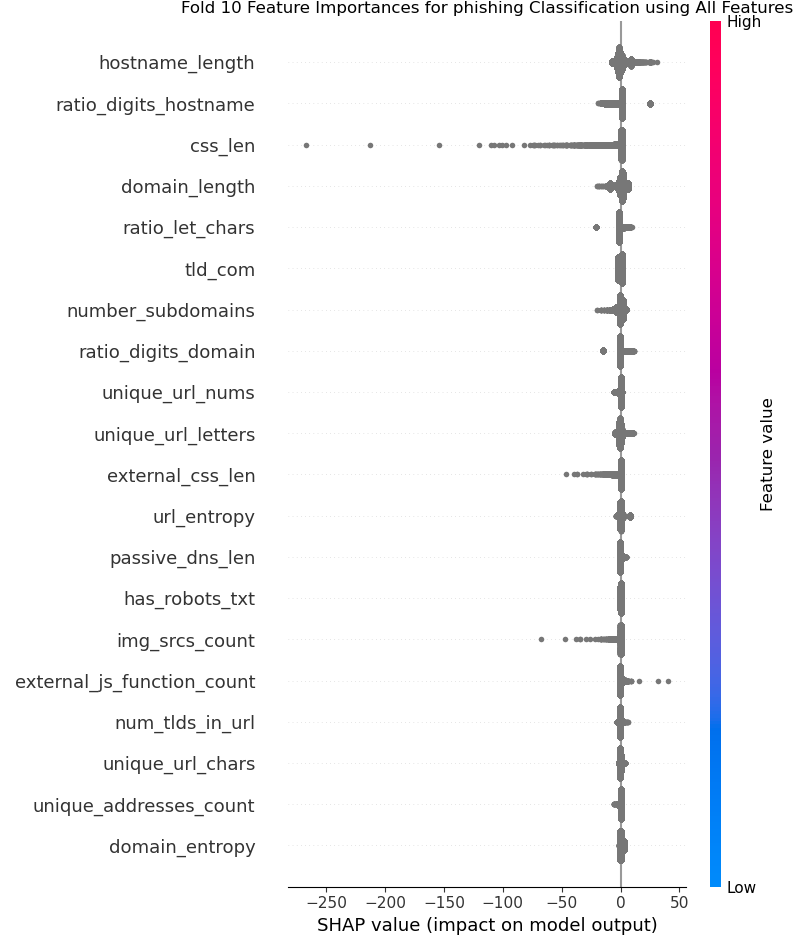 Fold 10 Feature Importances for phishing Classification using All Features
High
hostname_length
ratio_digits_hostname
css_len
domain_length
ratio_let_chars
tld_com
number_subdomains
ratio_digits_domain
unique_url_nums
unique_url_letters
external_css_len
url_entropy
passive_dns_len
has_robots_txt
img_srcs_count
external_js_function_count
num_tlds_in_url
unique_url_chars
unique_addresses_count
domain_entropy
Feature value
Low
−250 −200 −150 −100 −50 0 50
SHAP value (impact on model output)